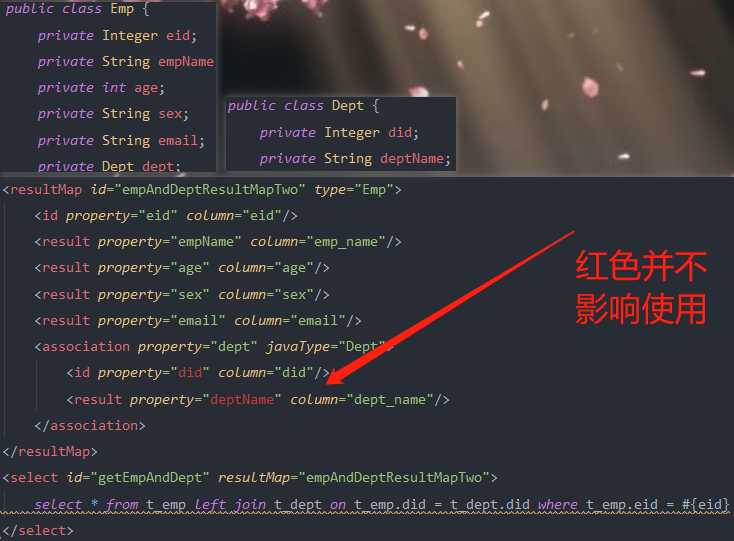 public class Emp {
private Integer eid;
private String empName
private int age;
private String sex;
private String email;
private Dept dept;
public class Dept {
private Integer did;
private String deptName;
<resultMap id="empAndDeptResultMapTwo" type="Emp">
<id property="eid" column="eid"/>
<result property="empName" column="emp_name"/>
<result property="age" column="age"/>
<result property="sex" column="sex"/>
<result property="email" column="email"/>
<association property="dept" javaType="Dept">
<id property="did" column="did"/>
<result property="deptName" column="dept_name"/>
</association>
</resultMap>
<select id="getEmpAndDept" resultMap="empAndDeptResultMapTwo">
select * from t_emp left join t_dept on t_emp.did = t_dept.did where t_emp.eid = #{eid}
</select>
红色并不
影响使用